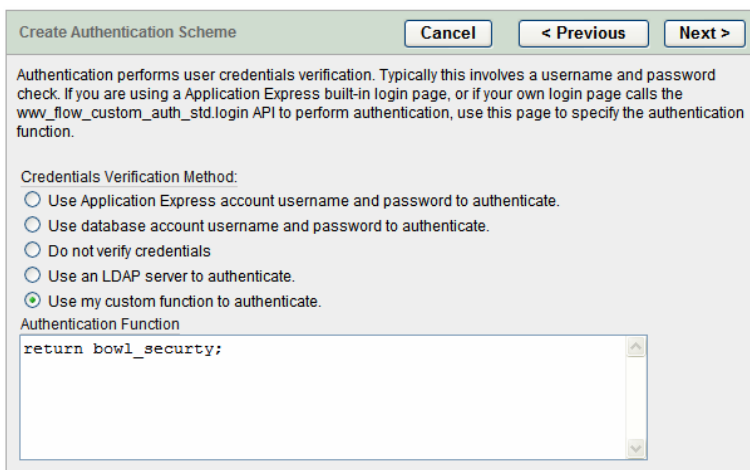 Create Authentication Scheme
Cancel
< Previous
Next >
Authentication performs user credentials verification. Typically this involves a username and password
check. If you are using a Application Express built-in login page, or if your own login page calls the
wwv_flow_custom_auth_std.login API to perform authentication, use this page to specify the authentication
function.
Credentials Verification Method:
Use Application Express account username and password to authenticate.
Use database account username and password to authenticate.
Do not verify credentials
Use an LDAP server to authenticate.
Use my custom function to authenticate.
Authentication Function
return bowl_securty;